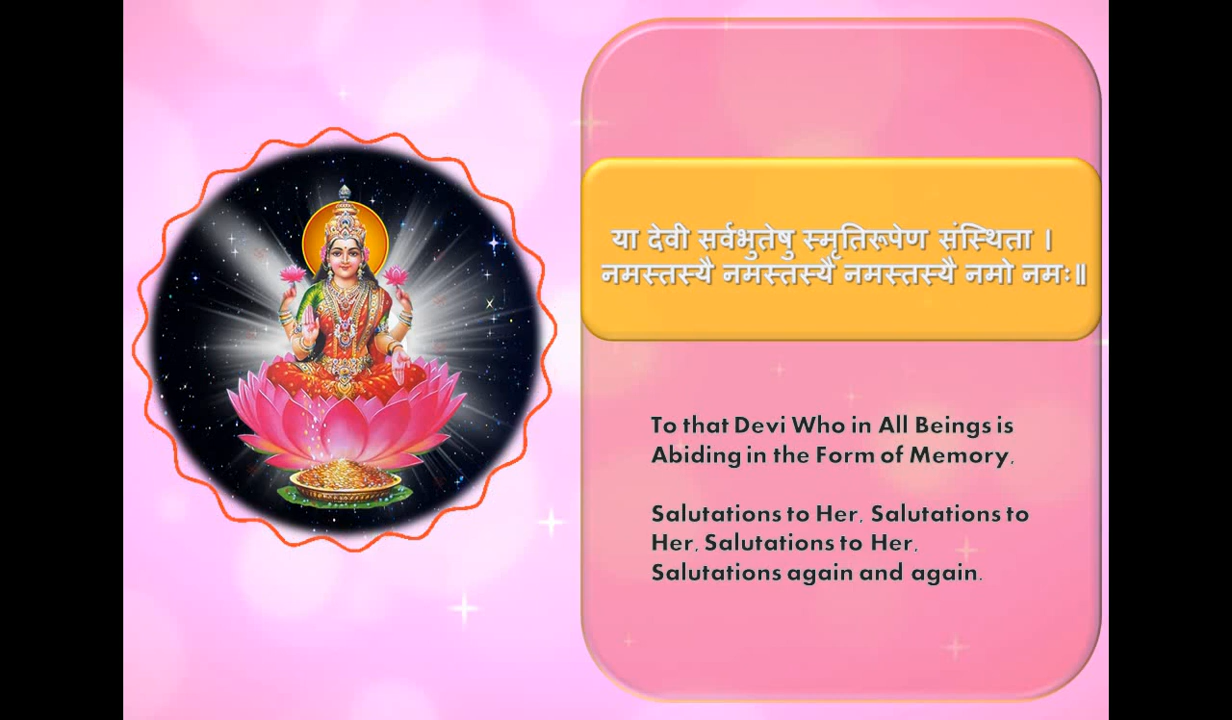 या देवी सर्वभुतेषु स्मृतिरूपेण संस्थिता ।
नमस्तस्यै नमस्तस्यै नमस्तस्यै नमो नमः॥
To that Devi Who in All Beings is
Abiding in the Form of Memory,
Salutations to Her, Salutations to
Her, Salutations to Her,
Salutations again and again.